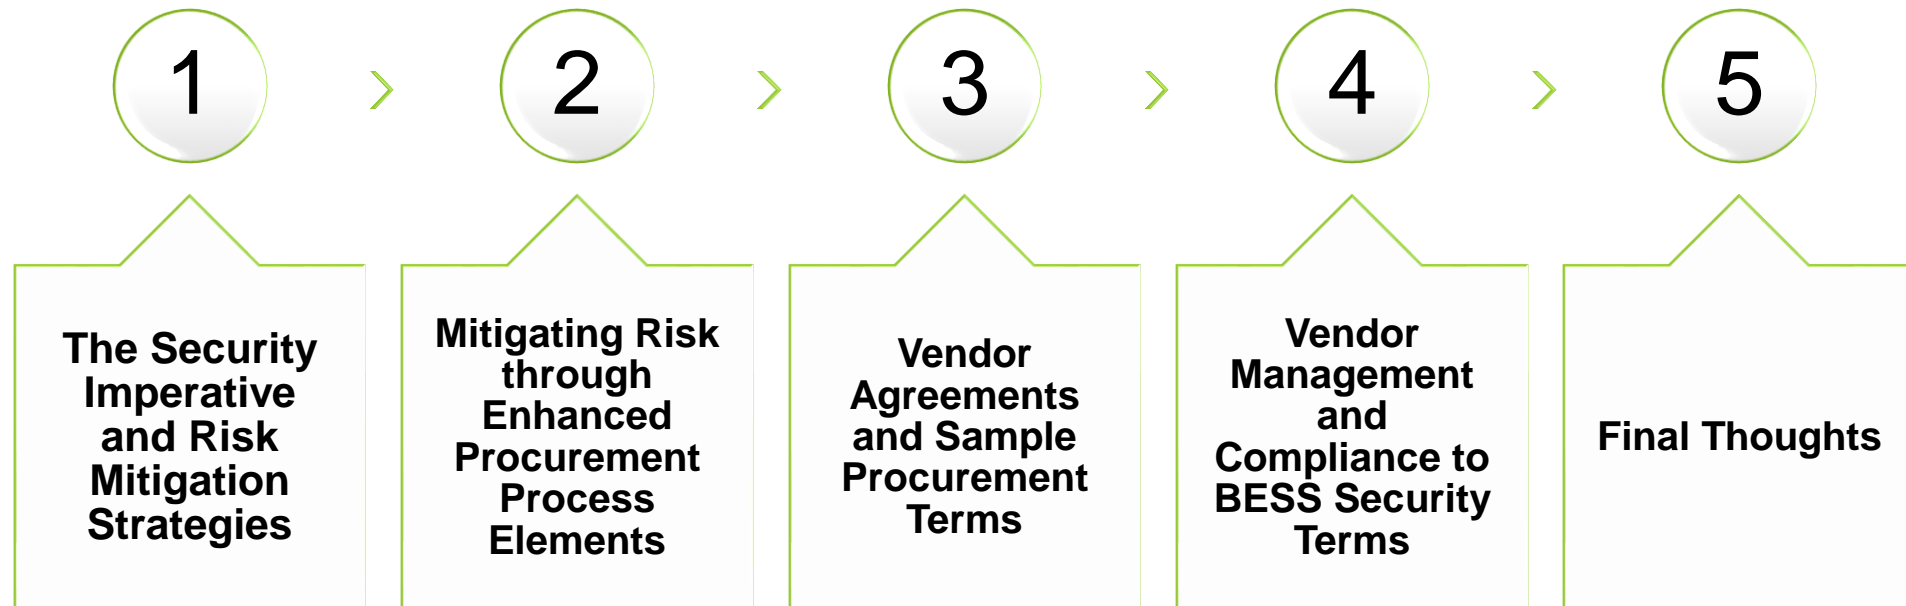 1
2
3
4
5
The Security
Imperative
and Risk
Mitigation
Strategies
Mitigating Risk
through
Enhanced
Procurement
Process
Elements
Vendor
Agreements
and Sample
Procurement
Terms
Vendor
Management
and
Compliance to
BESS Security
Terms
Final Thoughts